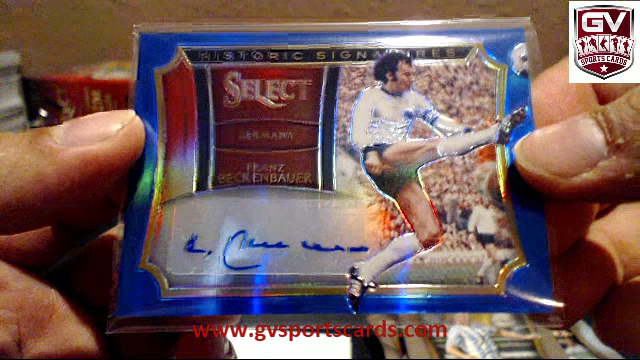 HISTORIC SIGNATURES
SELECT
GERMANY
FRANZ
BECKENBAUER
GV
SPORTS CARDS
www.gvsportscards.com